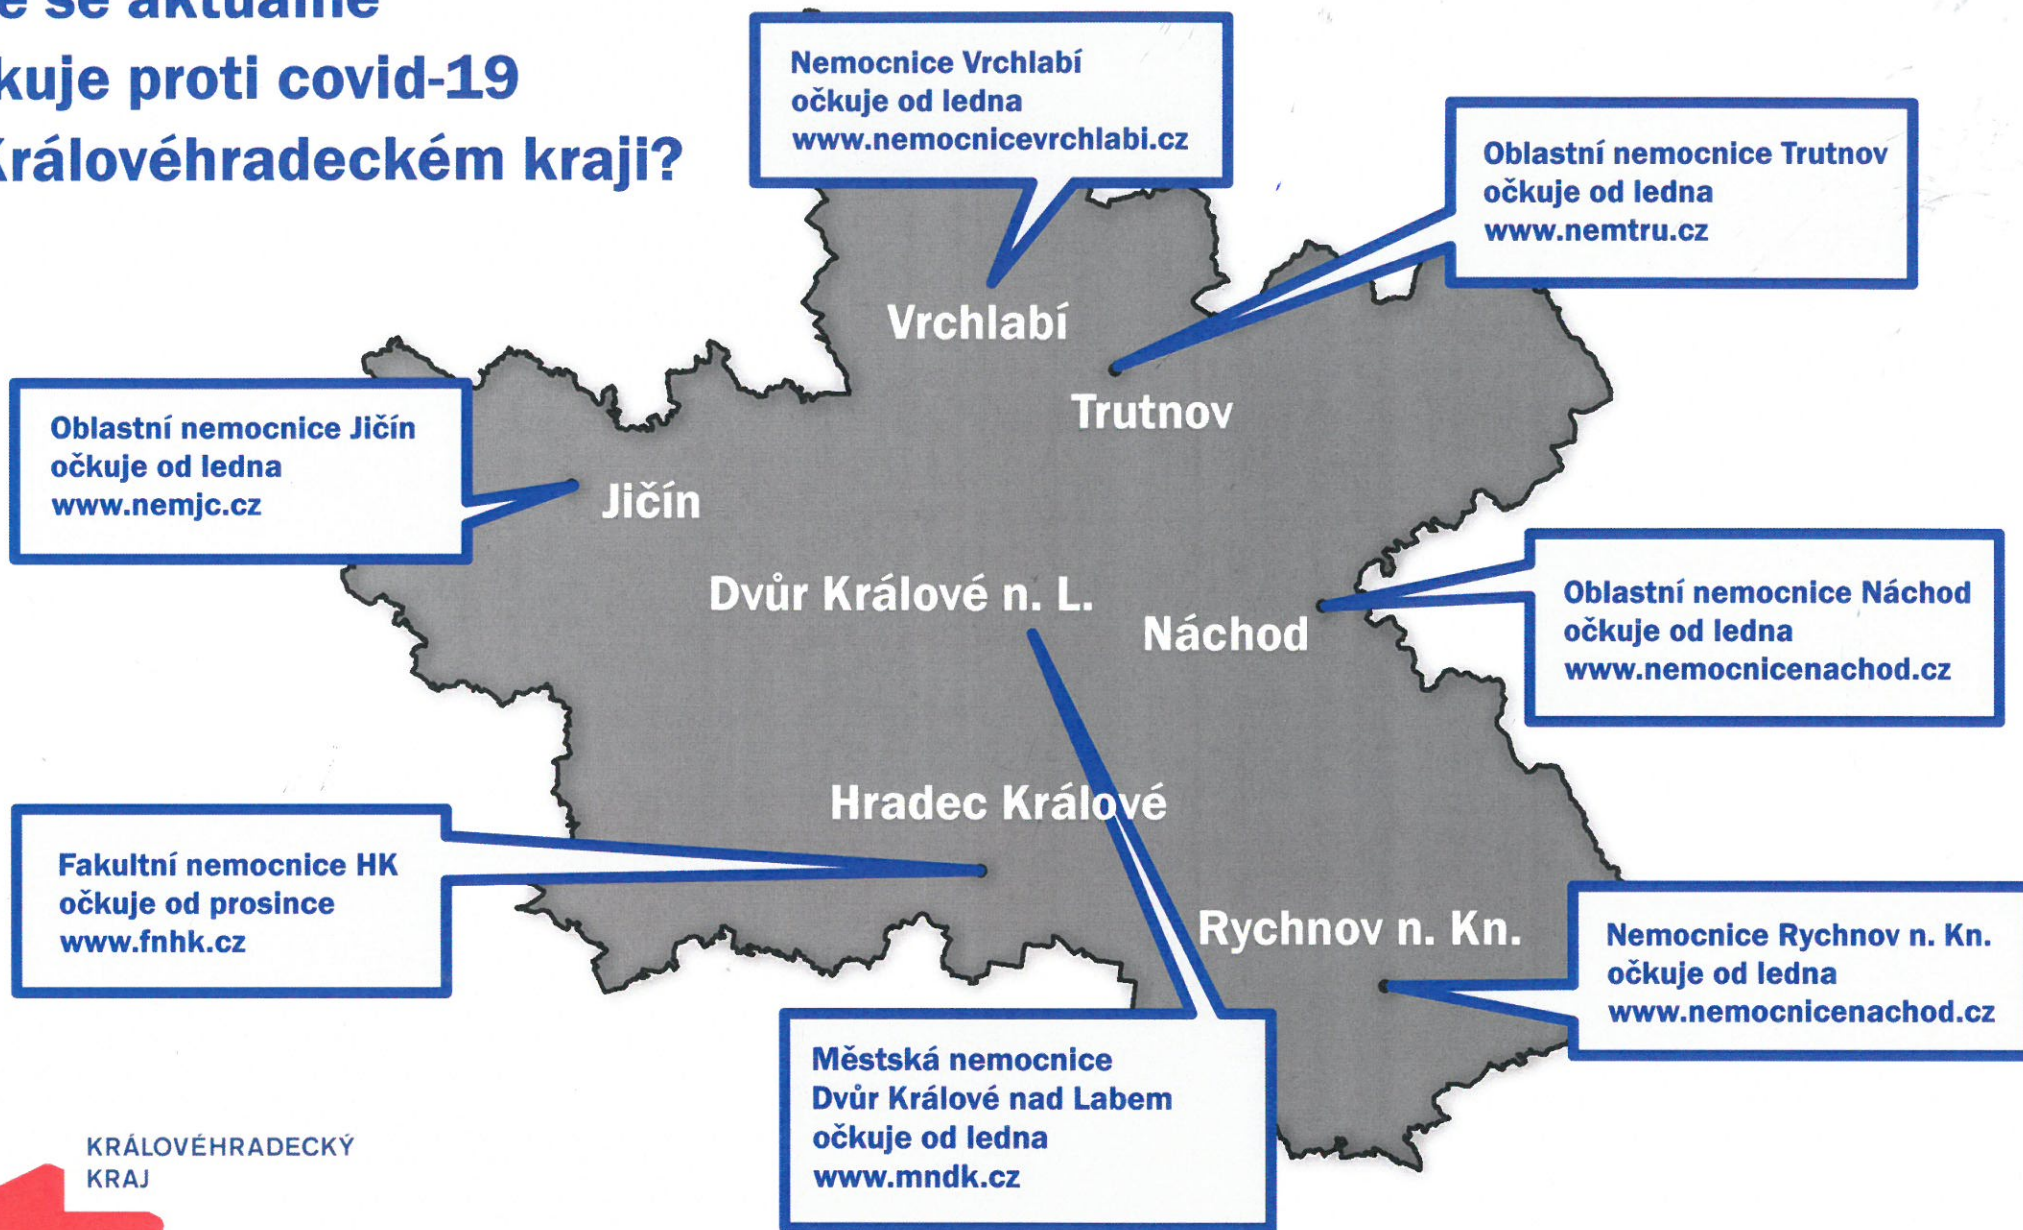 se aktuálně
kuje proti covid-19
Královéhradeckém kraji?
Nemocnice Vrchlabí
očkuje od ledna
www.nemocnicevrchlabi.cz
Oblastní nemocnice Trutnov
očkuje od ledna
www.nemtru.cz
Vrchlabí
Trutnov
Oblastní nemocnice Jičín
očkuje od ledna
www.nemjc.cz
Jičín
Dvůr Králové n. L.
Náchod
Oblastní nemocnice Náchod
očkuje od ledna
www.nemocnicenachod.cz
Hradec Králové
Fakultní nemocnice HK
očkuje od prosince
www.fnhk.cz
Rychnov n. Kn.
Nemocnice Rychnov n. Kn.
očkuje od ledna
www.nemocnicenachod.cz
Městská nemocnice
Dvůr Králové nad Labem
očkuje od ledna
www.mndk.cz
KRÁLOVÉHRADECKÝ
KRAJ